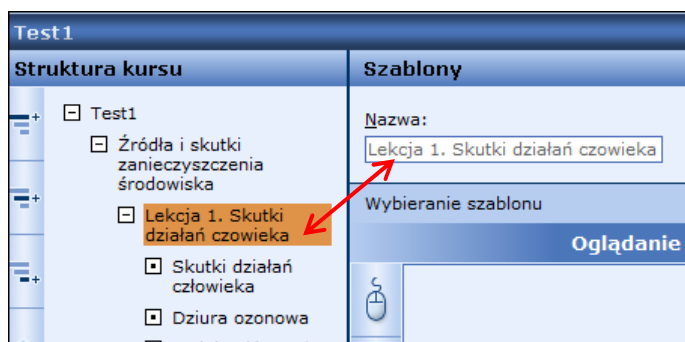 Test1
Struktura kursu
Test1
Źródła i skutki
zanieczyszczenia
środowiska
Lekcja 1. Skutki
działań czowieka
Skutki działań
człowieka
Dziura ozonowa
Szablony
Nazwa:
Lekcja 1. Skutki działań czowieka
Wybieranie szablonu
Oglądanie